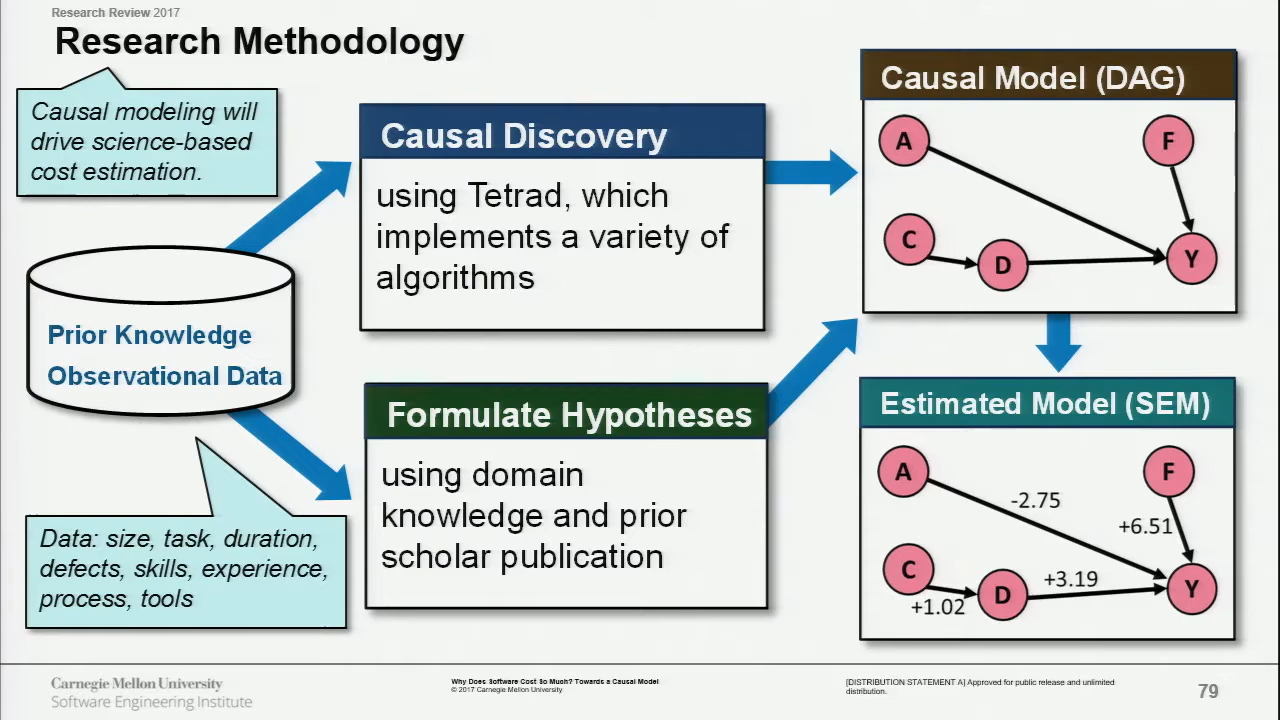 Research Review 2017
Research Methodology
Causal modeling will
drive science-based
cost estimation.
Prior Knowledge
Observational Data
Data: size, task, duration,
defects, skills, experience,
process, tools
Causal Discovery
using Tetrad, which
implements a variety of
algorithms
Formulate Hypotheses
using domain
knowledge and prior
scholar publication
Causal Model (DAG)
A
F
C
D
Y
Estimated Model (SEM)
A
F
-2.75
+6.51
C
D
+3.19
Y
+1.02
Carnegie Mellon University
Software Engineering Institute
Why Does Software Cost So Much? Towards a Causal Model
© 2017 Carnegie Mellon University
[DISTRIBUTION STATEMENT A] Approved for public release and unlimited
distribution.
79